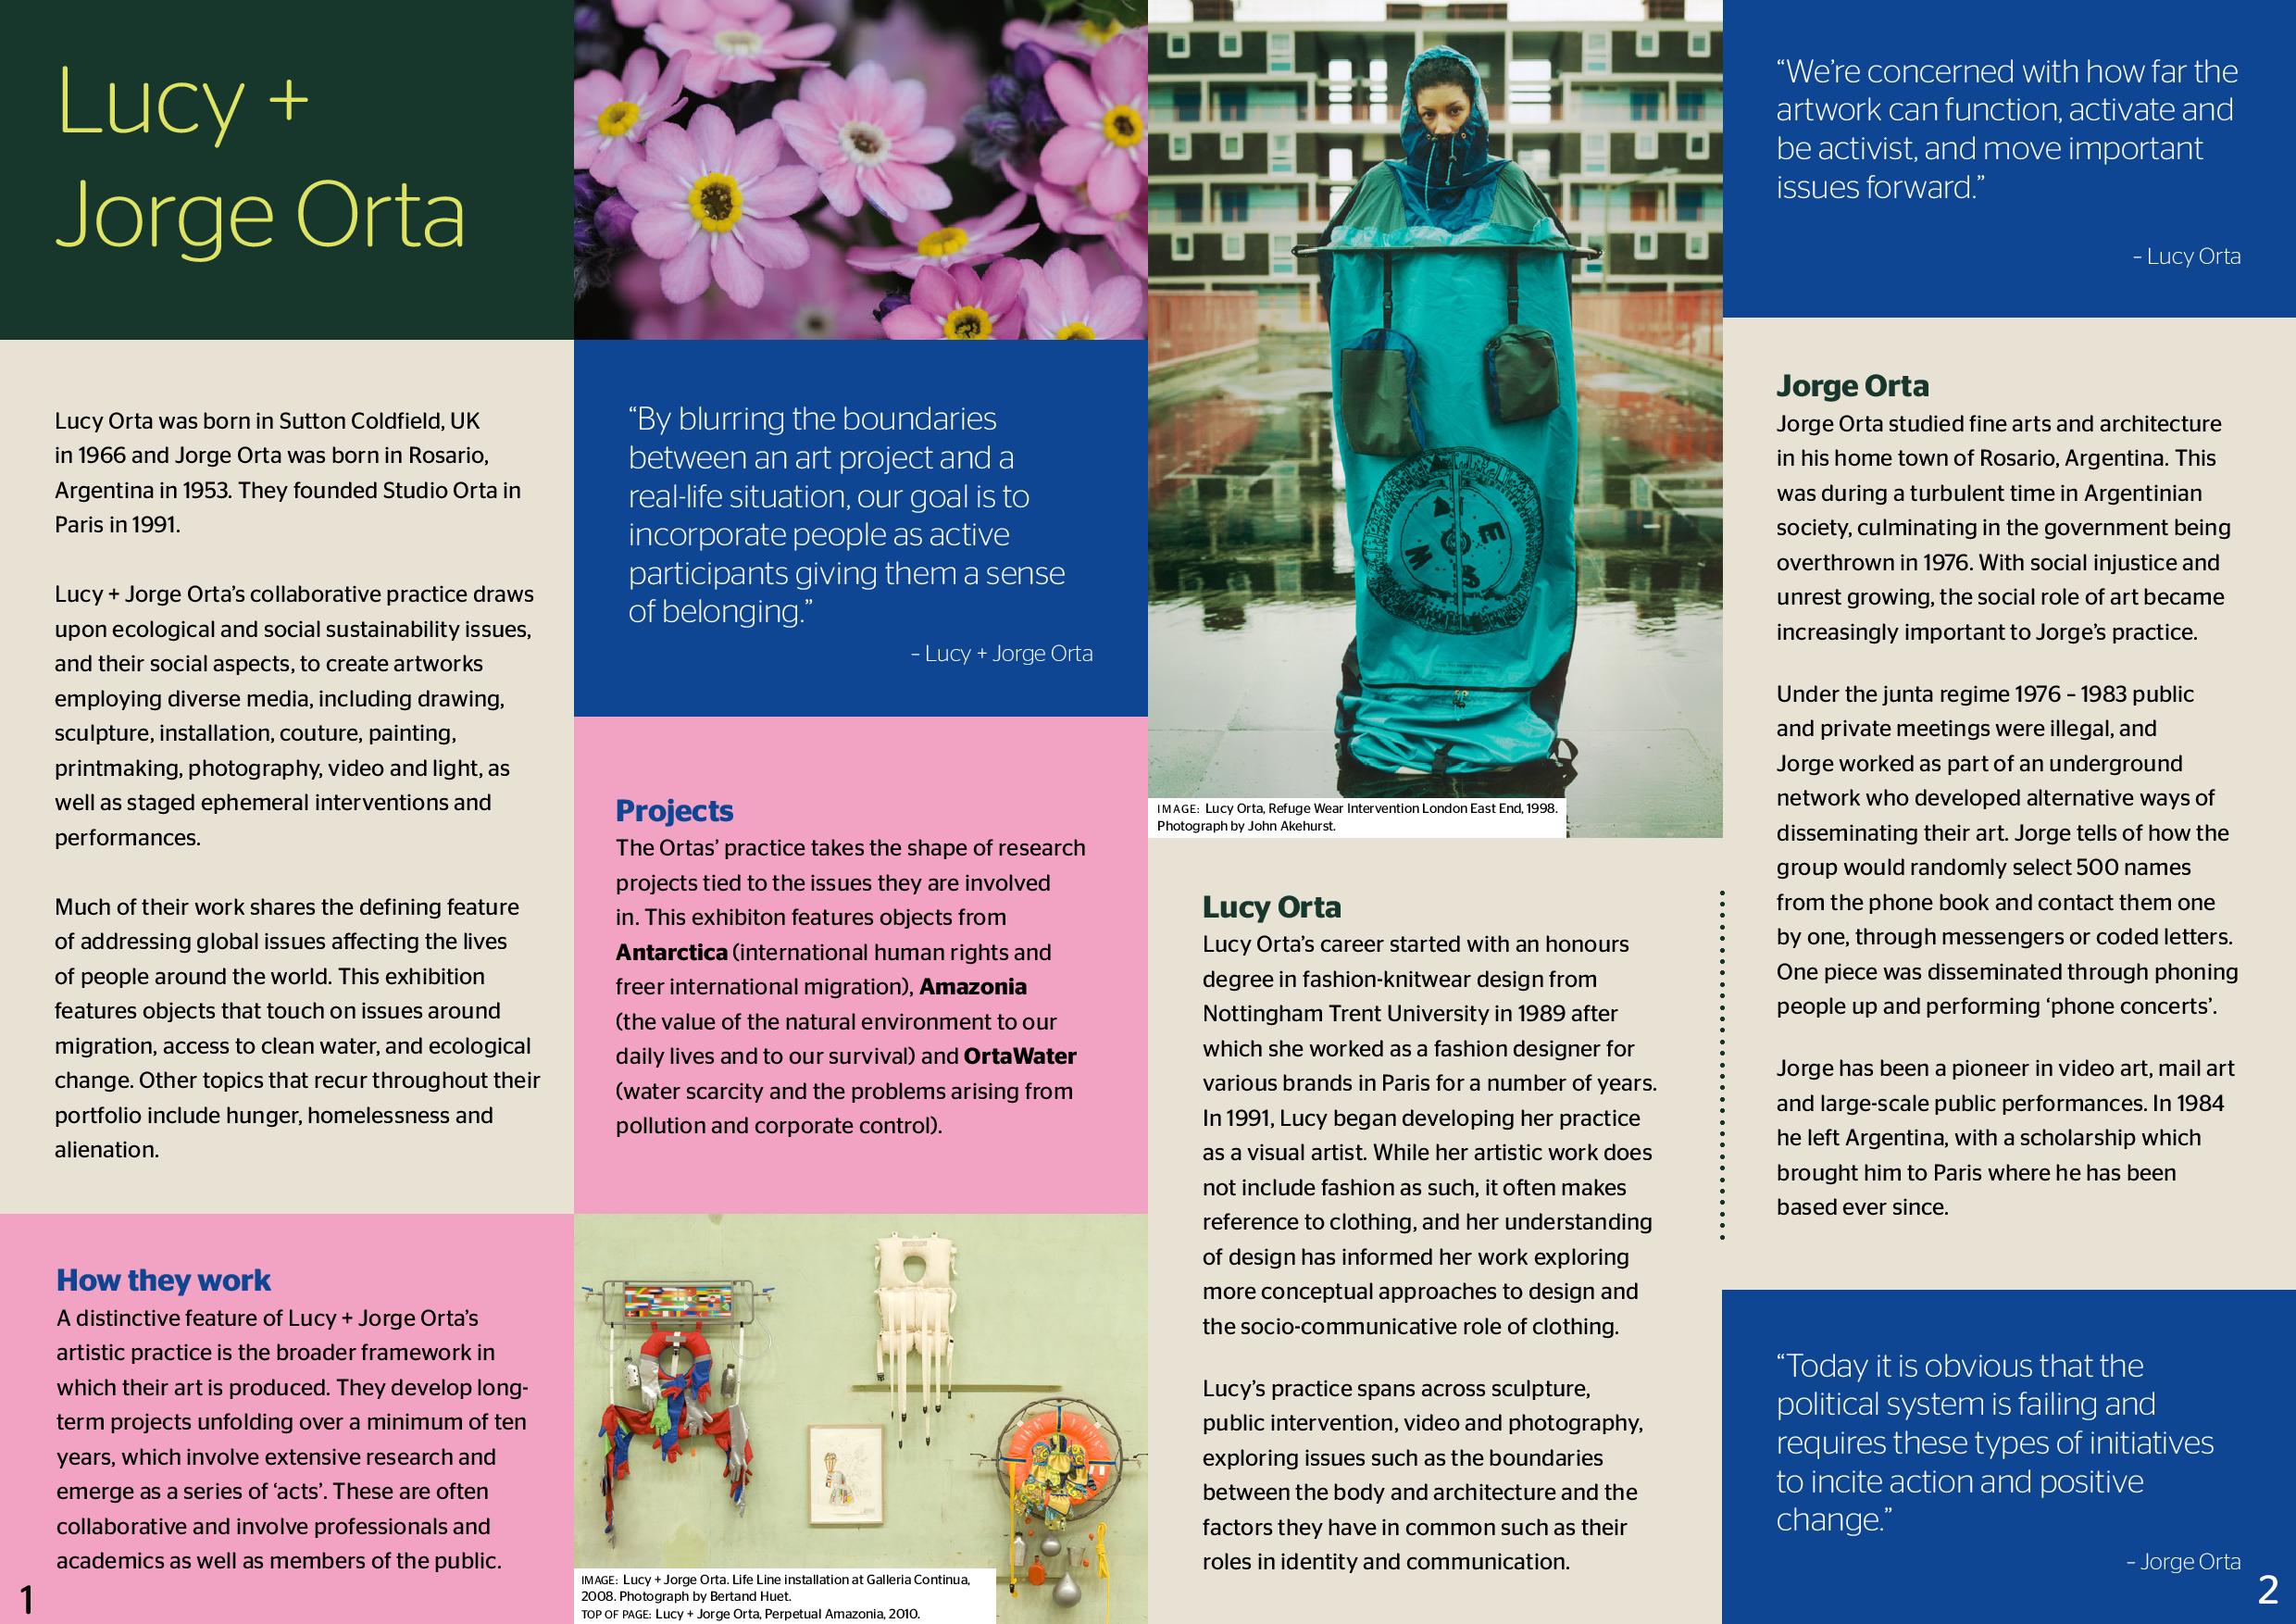 Lucy +
Jorge Orta
Lucy Orta was born in Sutton Coldfield, UK
in 1966 and Jorge Orta was born in Rosario,
Argentina in 1953. They founded Studio Orta in
Paris in 1991.
Lucy + Jorge Orta’s collaborative practice draws
upon ecological and social sustainability issues,
and their social aspects, to create artworks
employing diverse media, including drawing,
sculpture, installation, couture, painting,
printmaking, photography, video and light, as
well as staged ephemeral interventions and
performances.
Much of their work shares the defining feature
of addressing global issues affecting the lives
of people around the world. This exhibition
features objects that touch on issues around
migration, access to clean water, and ecological
change. Other topics that recur throughout their
portfolio include hunger, homelessness and
alienation.
How they work
A distinctive feature of Lucy + Jorge Orta’s
artistic practice is the broader framework in
which their art is produced. They develop long-
term projects unfolding over a minimum of ten
years, which involve extensive research and
emerge as a series of ‘acts’. These are often
collaborative and involve professionals and
academics as well as members of the public.
1
“By blurring the boundaries
between an art project and a
real-life situation, our goal is to
incorporate people as active
participants giving them a sense
of belonging.”
– Lucy + Jorge Orta
Projects
The Ortas’ practice takes the shape of research
projects tied to the issues they are involved
in. This exhibiton features objects from
Antarctica (international human rights and
freer international migration), Amazonia
(the value of the natural environment to our
daily lives and to our survival) and OrtaWater
(water scarcity and the problems arising from
pollution and corporate control).
IMAGE: Lucy + Jorge Orta. Life Line installation at Galleria Continua,
2008. Photograph by Bertand Huet.
TOP OF PAGE: Lucy + Jorge Orta, Perpetual Amazonia, 2010.
E
S
IMAGE: Lucy Orta, Refuge Wear Intervention London East End, 1998.
Photograph by John Akehurst.
Lucy Orta
Lucy Orta’s career started with an honours
degree in fashion-knitwear design from
Nottingham Trent University in 1989 after
which she worked as a fashion designer for
various brands in Paris for a number of years.
In 1991, Lucy began developing her practice
as a visual artist. While her artistic work does
not include fashion as such, it often makes
reference to clothing, and her understanding
of design has informed her work exploring
more conceptual approaches to design and
the socio-communicative role of clothing.
Lucy’s practice spans across sculpture,
public intervention, video and photography,
exploring issues such as the boundaries
between the body and architecture and the
factors they have in common such as their
roles in identity and communication.
“We’re concerned with how far the
artwork can function, activate and
be activist, and move important
issues forward.”
– Lucy Orta
Jorge Orta
Jorge Orta studied fine arts and architecture
in his home town of Rosario, Argentina. This
was during a turbulent time in Argentinian
society, culminating in the government being
overthrown in 1976. With social injustice and
unrest growing, the social role of art became
increasingly important to Jorge’s practice.
Under the junta regime 1976 – 1983 public
and private meetings were illegal, and
Jorge worked as part of an underground
network who developed alternative ways of
disseminating their art. Jorge tells of how the
group would randomly select 500 names
from the phone book and contact them one
by one, through messengers or coded letters.
One piece was disseminated through phoning
people up and performing ‘phone concerts’.
Jorge has been a pioneer in video art, mail art
and large-scale public performances. In 1984
he left Argentina, with a scholarship which
brought him to Paris where he has been
based ever since.
“Today it is obvious that the
political system is failing and
requires these types of initiatives
to incite action and positive
change.”
– Jorge Orta
2